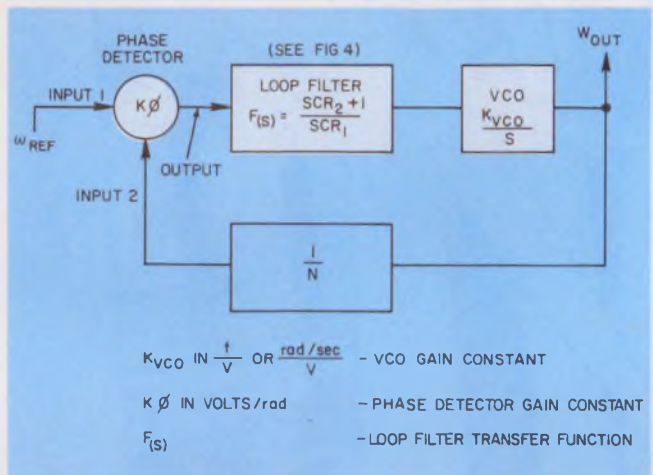 PHASE
DETECTOR
(SEE FIG 4)
W OUT
INPUT 1
KØ
LOOP FILTER
F(S) = SCR2 + 1
SCR1
VCO
KVCO
S
ωREF
OUTPUT
INPUT 2
1
N
KVCO IN f/V OR rad/sec/V - VCO GAIN CONSTANT
KØ IN VOLTS/rad - PHASE DETECTOR GAIN CONSTANT
F(S) - LOOP FILTER TRANSFER FUNCTION